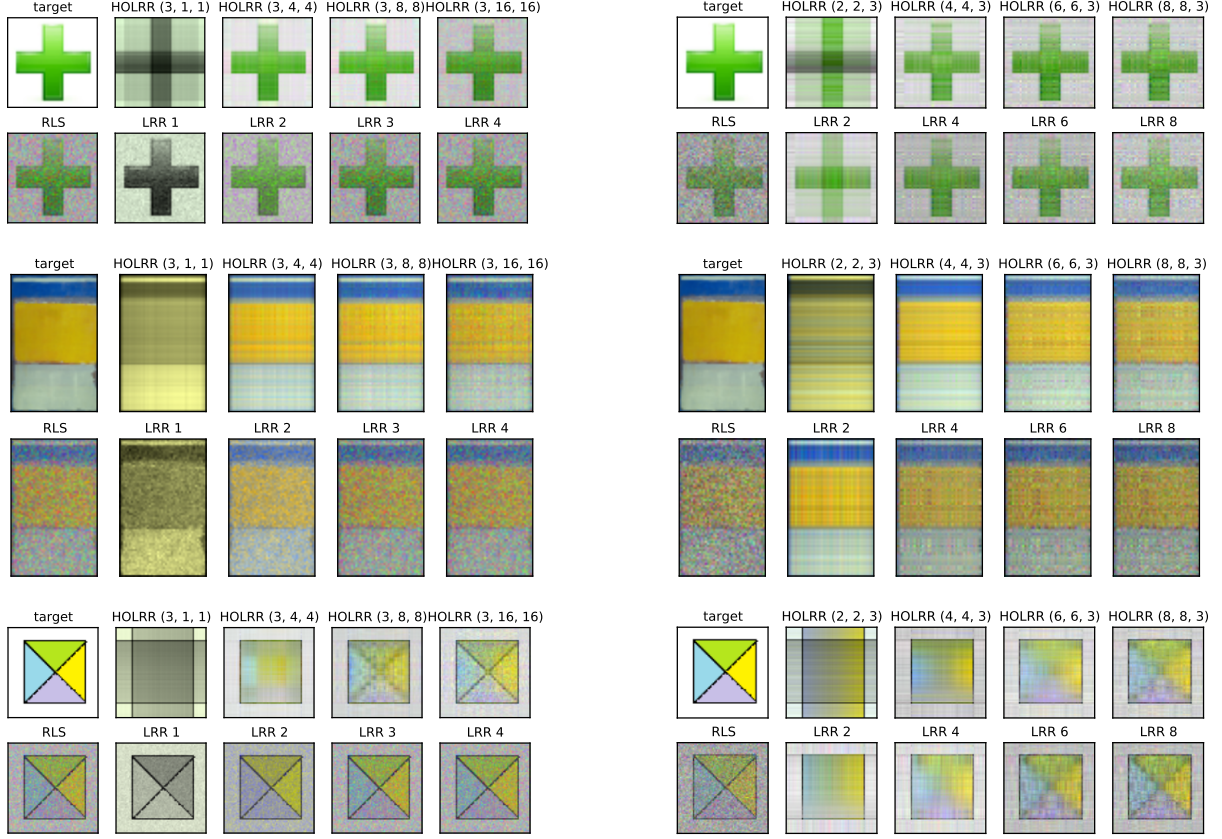 target HOLRR (3, 1, 1) HOLRR (3, 4, 4) HOLRR (3, 8, 8) HOLRR (3, 16, 16)
RLS LRR 1 LRR 2 LRR 3 LRR 4
target HOLRR (3, 1, 1) HOLRR (3, 4, 4) HOLRR (3, 8, 8) HOLRR (3, 16, 16)
RLS LRR 1 LRR 2 LRR 3 LRR 4
target HOLRR (3, 1, 1) HOLRR (3, 4, 4) HOLRR (3, 8, 8) HOLRR (3, 16, 16)
RLS LRR 1 LRR 2 LRR 3 LRR 4
target HOLRR (2, 2, 3) HOLRR (4, 4, 3) HOLRR (6, 6, 3) HOLRR (8, 8, 3)
RLS LRR 2 LRR 4 LRR 6 LRR 8
target HOLRR (2, 2, 3) HOLRR (4, 4, 3) HOLRR (6, 6, 3) HOLRR (8, 8, 3)
RLS LRR 2 LRR 4 LRR 6 LRR 8
target HOLRR (2, 2, 3) HOLRR (4, 4, 3) HOLRR (6, 6, 3) HOLRR (8, 8, 3)
RLS LRR 2 LRR 4 LRR 6 LRR 8